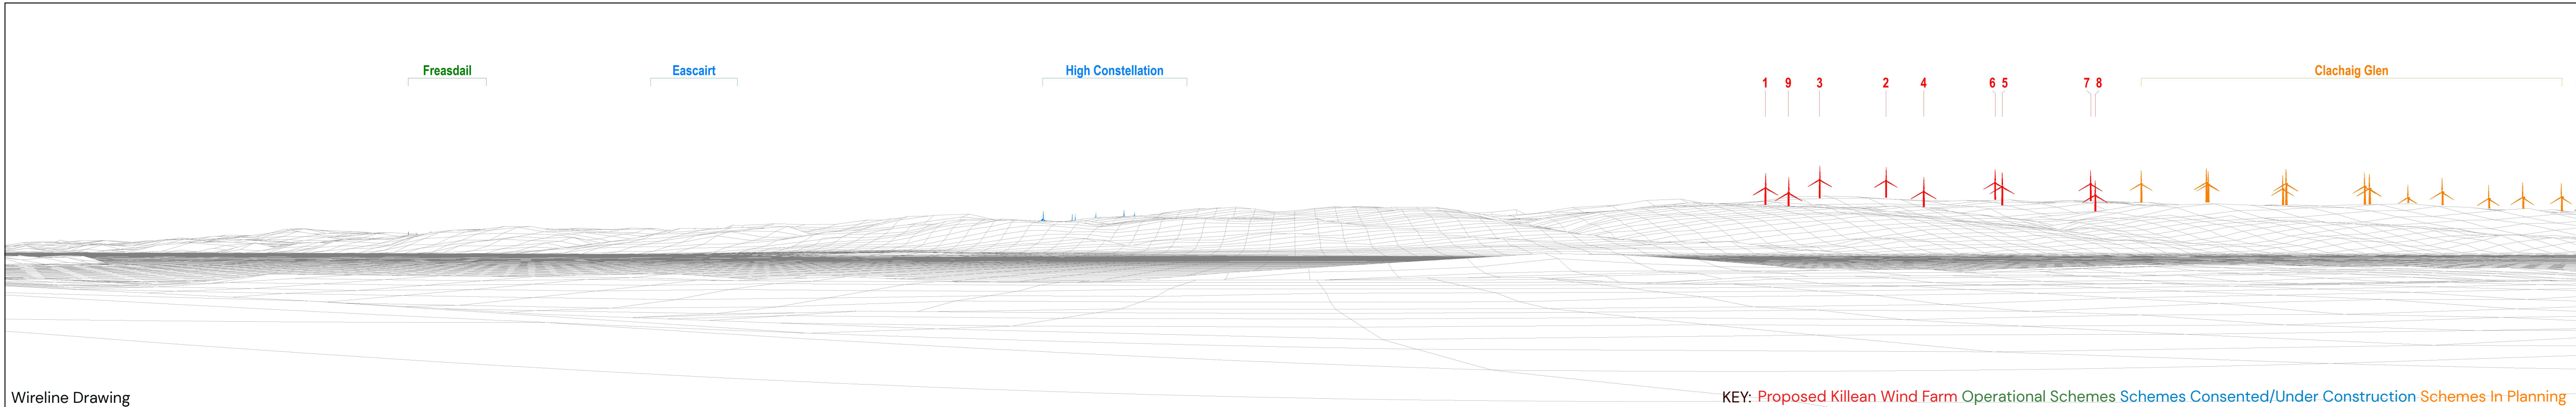 Freasdail
Eascairt
High Constellation
Clachaig Glen
1 9 3 2 4 6 5 7 8
Wireline Drawing
KEY: Proposed Killean Wind Farm Operational Schemes Schemes Consented/Under Construction Schemes In Planning